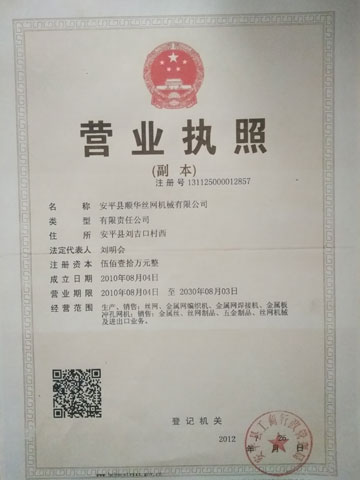 营业执照
(副 本)
注 册 号 131125000012857
名 称 安平县顺华丝网机械有限公司
类 型 有限责任公司
住 所 安平县刘吉口村西
法定代表人 刘明会
注 册 资 本 伍佰壹拾万元整
成 立 日 期 2010年08月04日
营 业 期 限 2010年08月04日 至 2030年08月03日
经 营 范 围 生产、销售：丝网、金属网编织机、金属网焊接机、金属板
冲孔网机；销售：金属丝、丝网制品、五金制品、丝网机械
及进出口业务。
登 记 机 关
2012 年 月 日